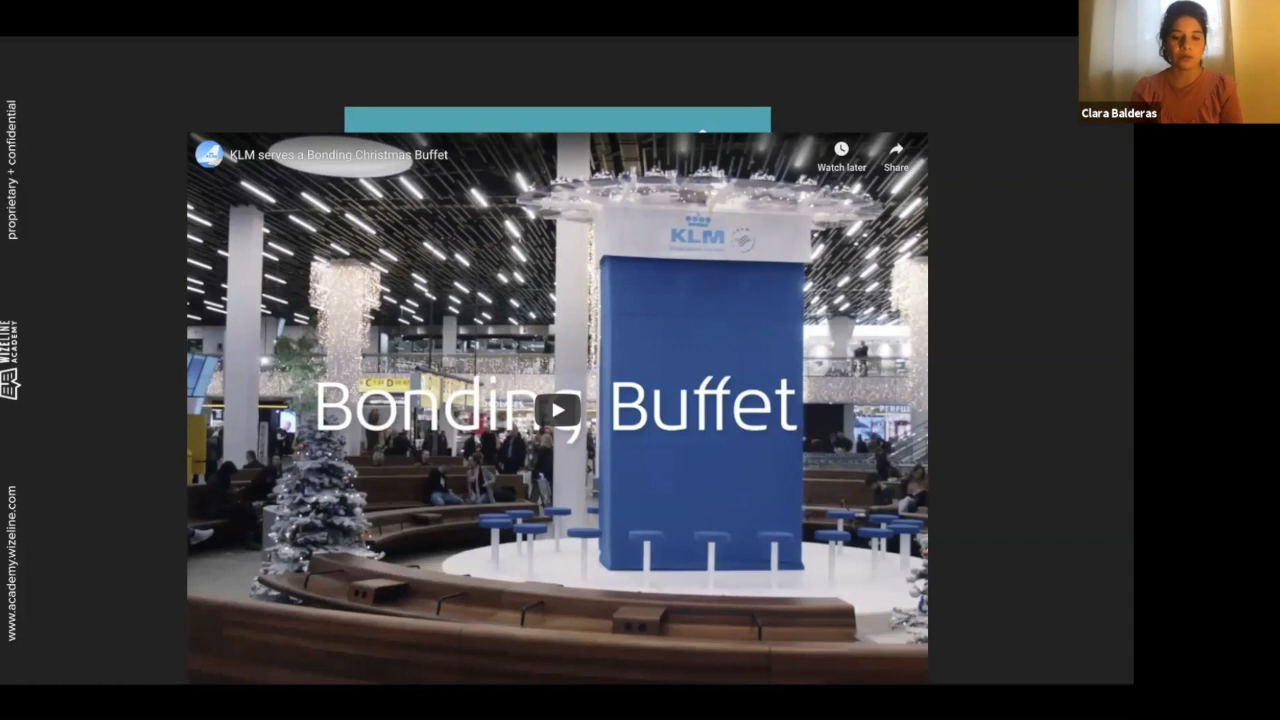 proprietary + confidential
WIZELINE
ACADEMY
www.academy.wizeline.com
KLM serves a Bonding Christmas Buffet
Watch later
Share
KLM
Bonding Buffet
Clara Balderas